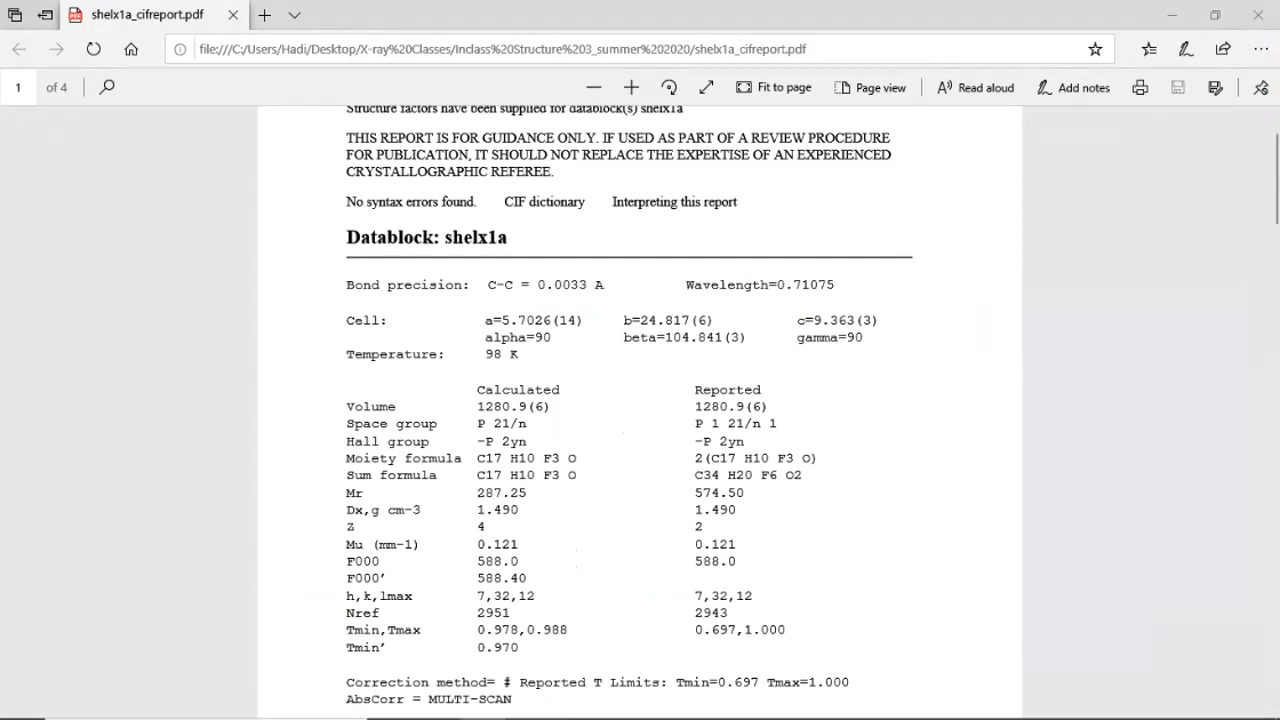 shelx1a_cifreport.pdf
file:///C:/Users/Hadi/Desktop/X-ray%20Classes/Inclass%20Structure%203_summer%202020/shelx1a_cifreport.pdf
1 of 4 Fit to page Page view Read aloud Add notes
Structure factors have been supplied for datablock(s) shelx1a
THIS REPORT IS FOR GUIDANCE ONLY. IF USED AS PART OF A REVIEW PROCEDURE
FOR PUBLICATION, IT SHOULD NOT REPLACE THE EXPERTISE OF AN EXPERIENCED
CRYSTALLOGRAPHIC REFEREE.
No syntax errors found. CIF dictionary Interpreting this report
Datablock: shelx1a
Bond precision: C-C = 0.0033 A Wavelength=0.71075
Cell: a=5.7026(14) b=24.817(6) c=9.363(3)
alpha=90 beta=104.841(3) gamma=90
Temperature: 98 K
Calculated Reported
Volume 1280.9(6) 1280.9(6)
Space group P 21/n P 1 21/n 1
Hall group -P 2yn -P 2yn
Moiety formula C17 H10 F3 O 2(C17 H10 F3 O)
Sum formula C17 H10 F3 O C34 H20 F6 O2
Mr 287.25 574.50
Dx,g cm-3 1.490 1.490
Z 4 2
Mu (mm-1) 0.121 0.121
F000 588.0 588.0
F000' 588.40
h,k,lmax 7,32,12 7,32,12
Nref 2951 2943
Tmin,Tmax 0.978,0.988 0.697,1.000
Tmin' 0.970
Correction method= # Reported T Limits: Tmin=0.697 Tmax=1.000
AbsCorr = MULTI-SCAN